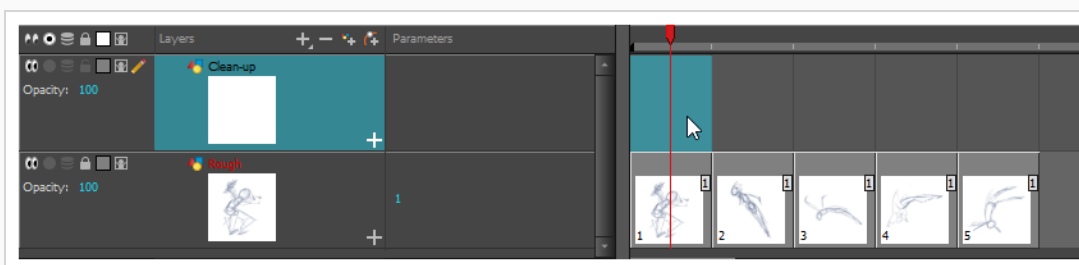 Layers Parameters
Clean-up
Opacity: 100
Rough
Opacity: 100
1
1 1 1 1 1
1 2 3 4 5